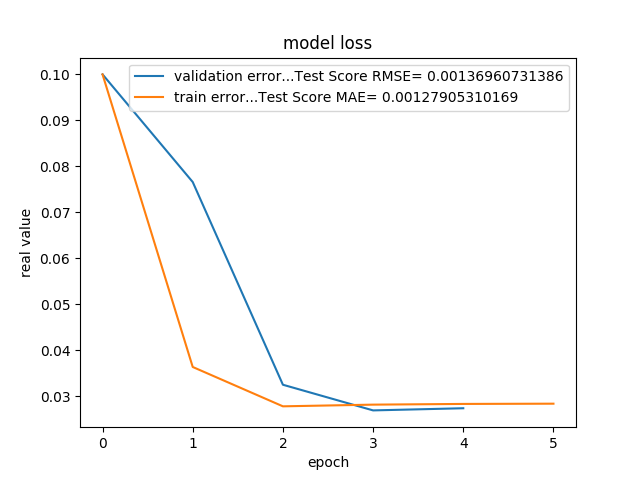 model loss
validation error...Test Score RMSE= 0.00136960731386
train error...Test Score MAE= 0.00127905310169
0.10
0.09
0.08
0.07
0.06
0.05
0.04
0.03
real value
0 1 2 3 4 5
epoch